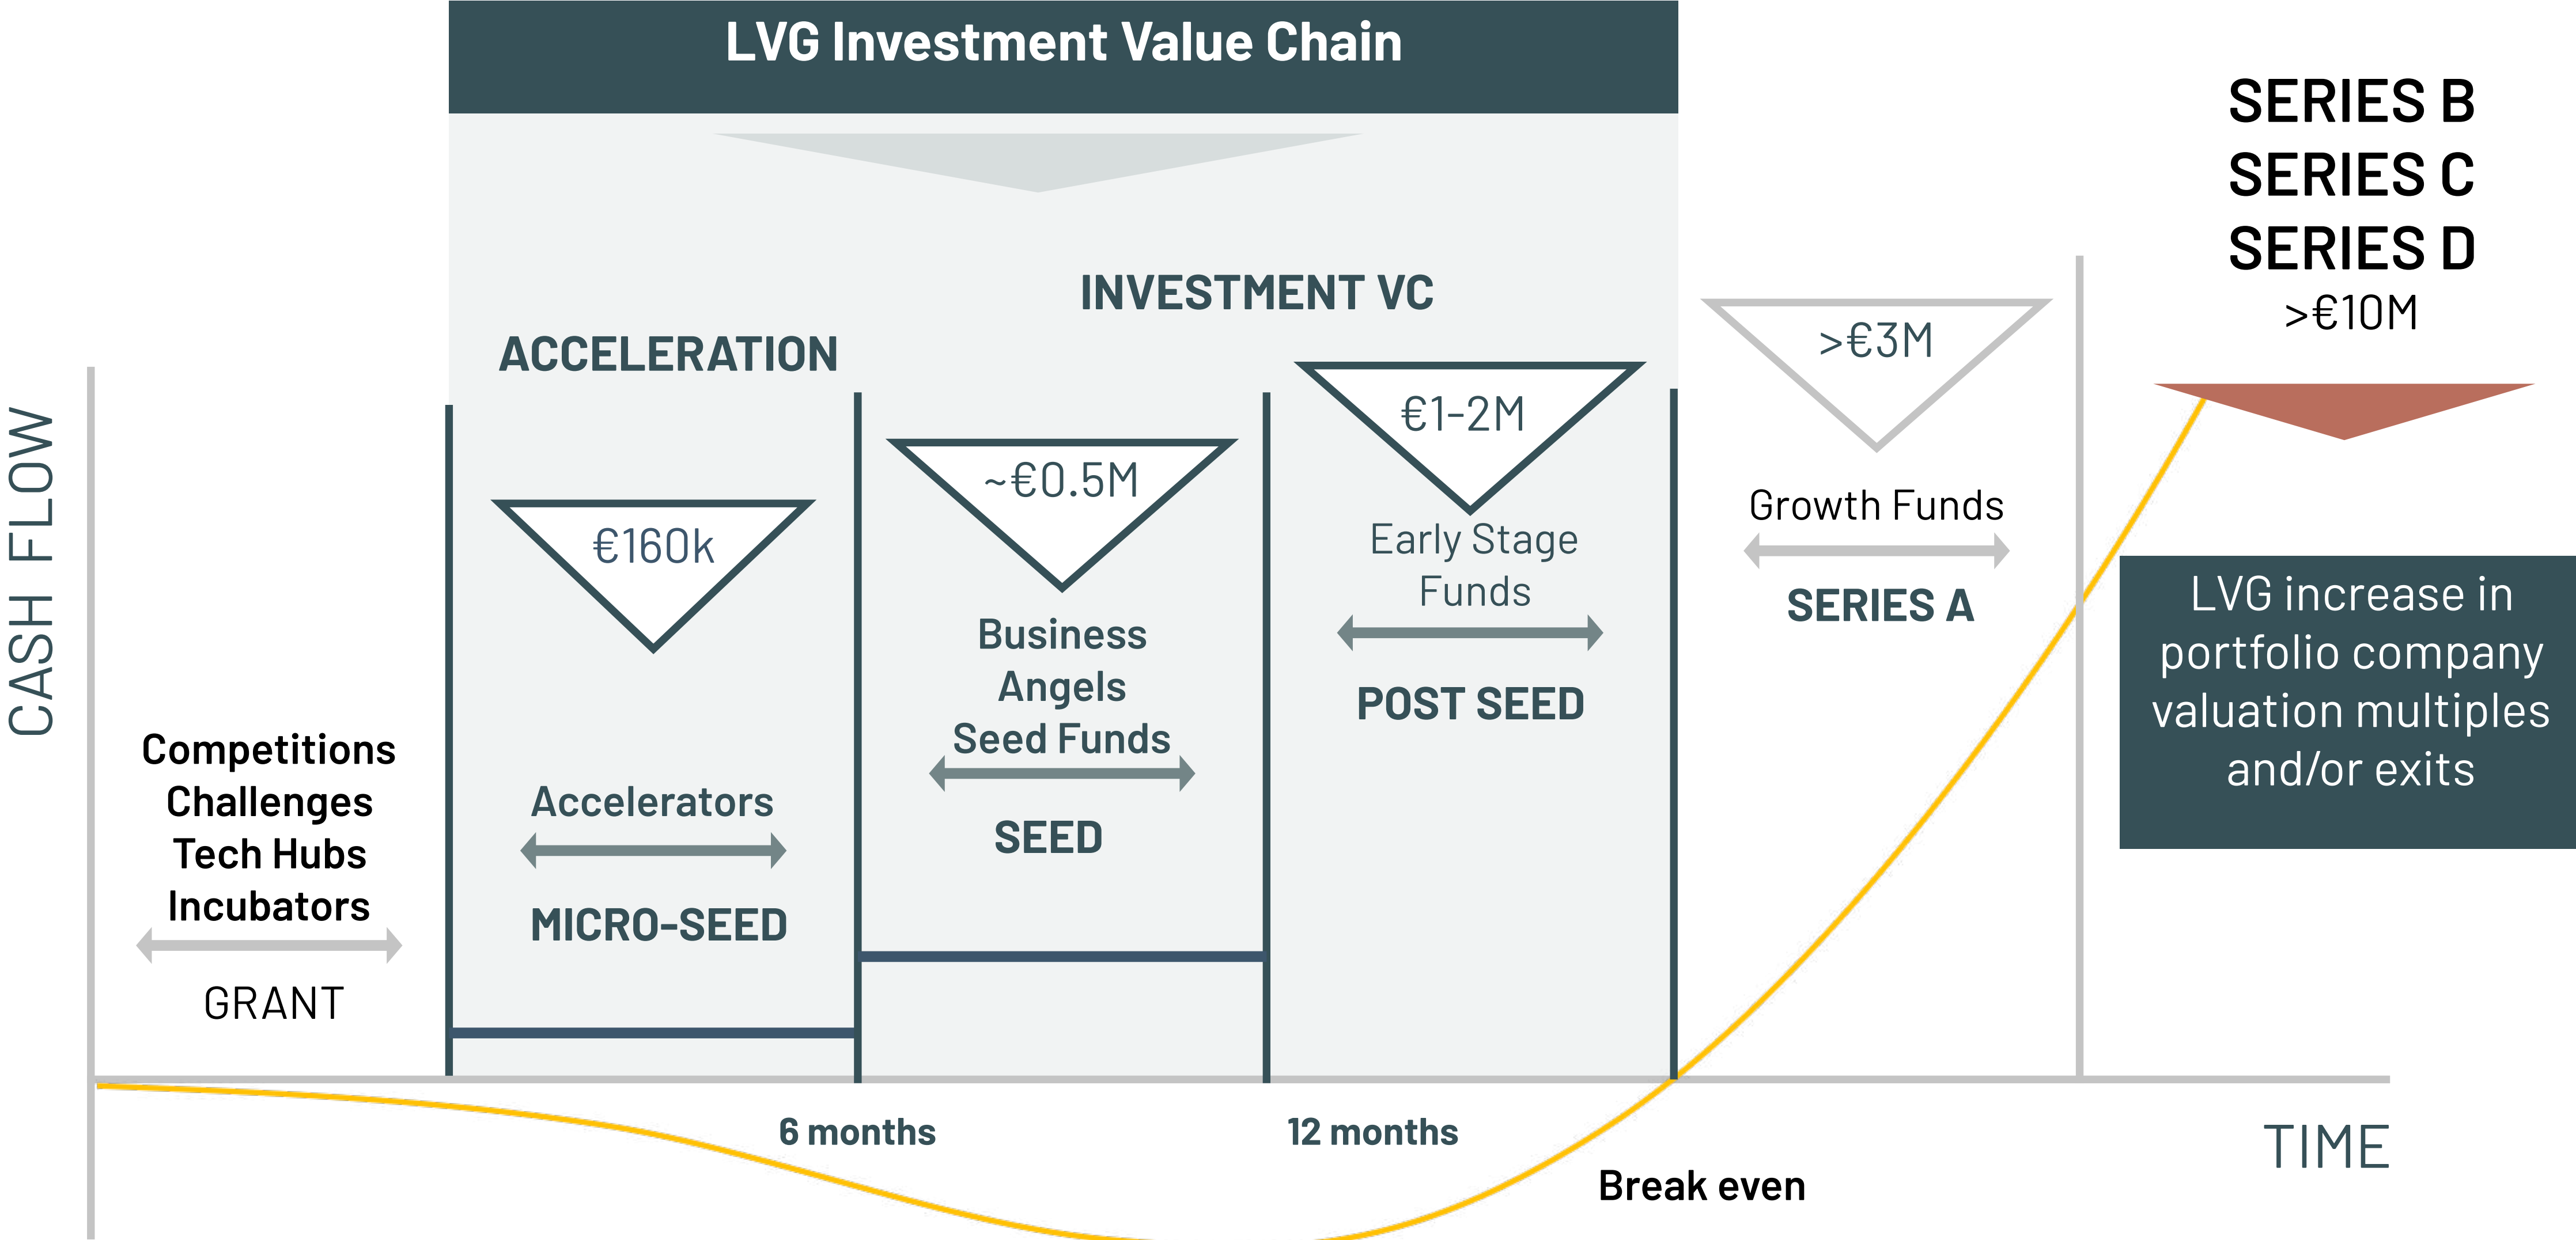 LVG Investment Value Chain
CASH FLOW
Competitions
Challenges
Tech Hubs
Incubators
GRANT
ACCELERATION
€160k
Accelerators
MICRO-SEED
INVESTMENT VC
~€0.5M
Business
Angels
Seed Funds
SEED
€1-2M
Early Stage
Funds
POST SEED
>€3M
Growth Funds
SERIES A
SERIES B
SERIES C
SERIES D
>€10M
LVG increase in
portfolio company
valuation multiples
and/or exits
6 months
12 months
Break even
TIME